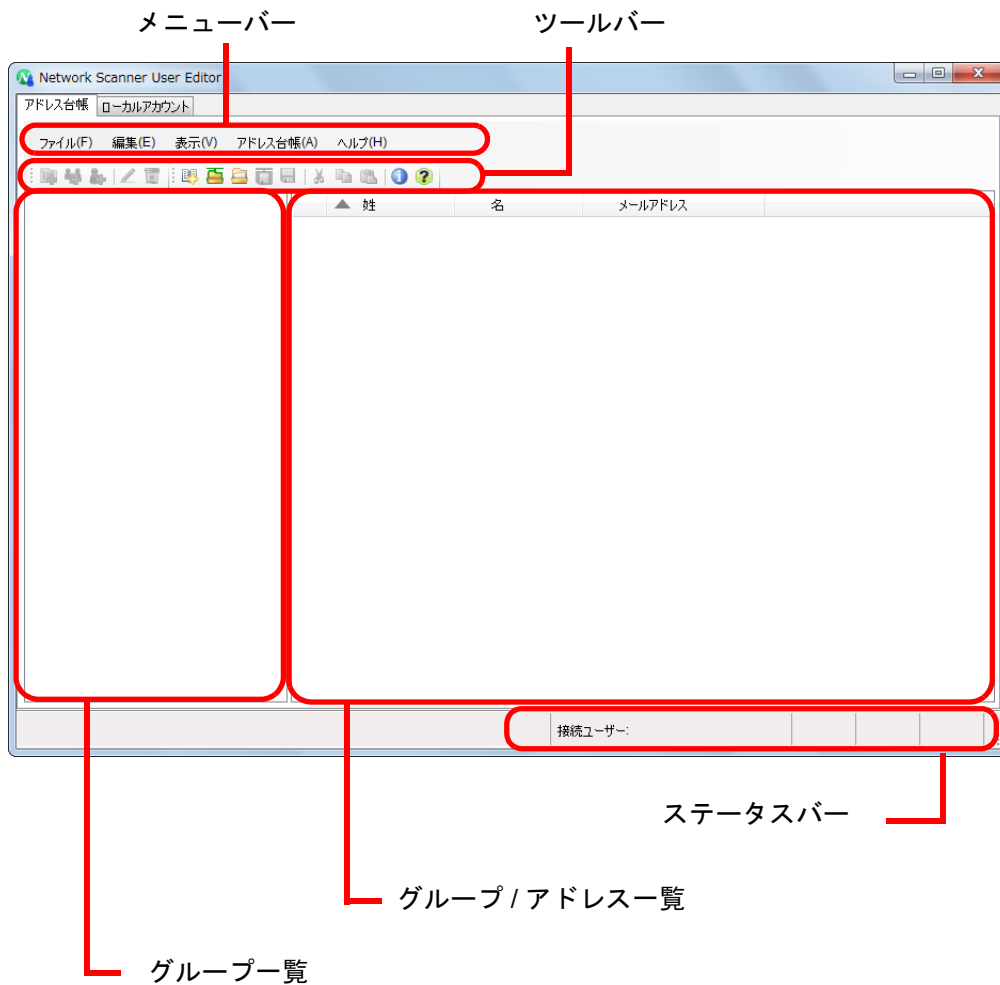 メニューバー ツールバー
Network Scanner User Editor
アドレス台帳 ローカルアカウント
ファイル(F) 編集(E) 表示(V) アドレス台帳(A) ヘルプ(H)
姓 名 メールアドレス
接続ユーザー:
ステータスバー
グループ / アドレス一覧
グループ一覧